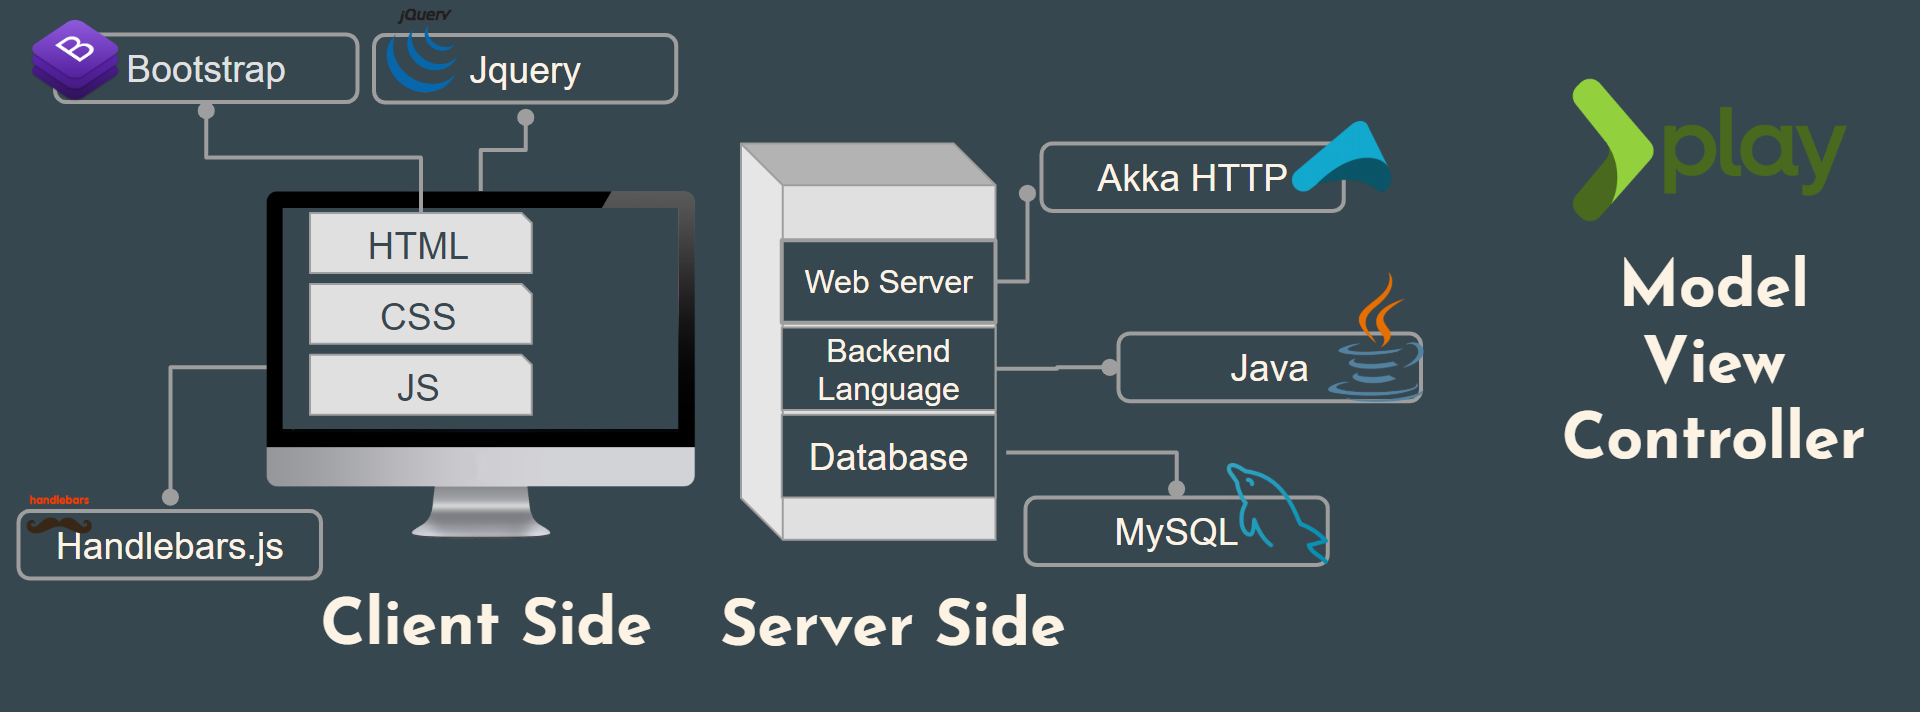 jQuery
Bootstrap
Jquery
HTML
CSS
JS
handlebars
Handlebars.js
Client Side
Web Server
Backend
Language
Database
Server Side
Akka HTTP
Java
MySQL
play
Model
View
Controller